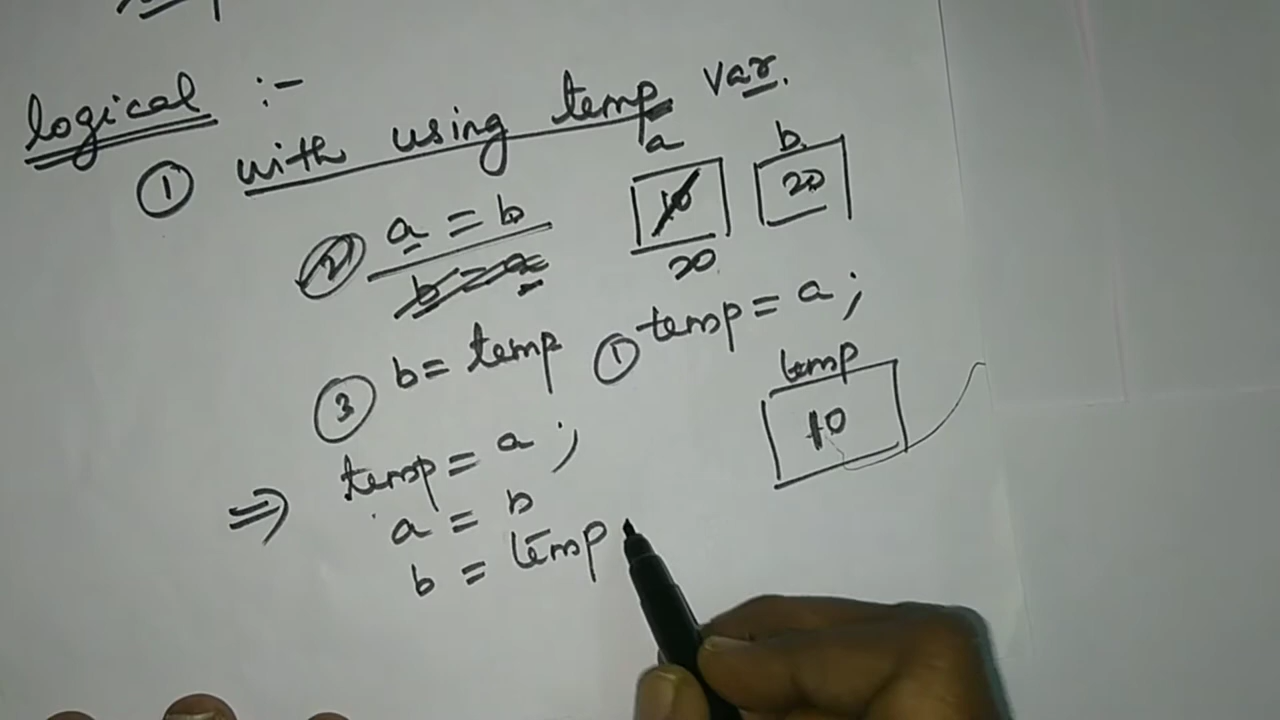 logical :-
① with using temp var.
a b
② a = b 10 20
b = a 20
③ b = temp ① temp = a ;
temp
10
⇒ temp = a ;
a = b
b = temp